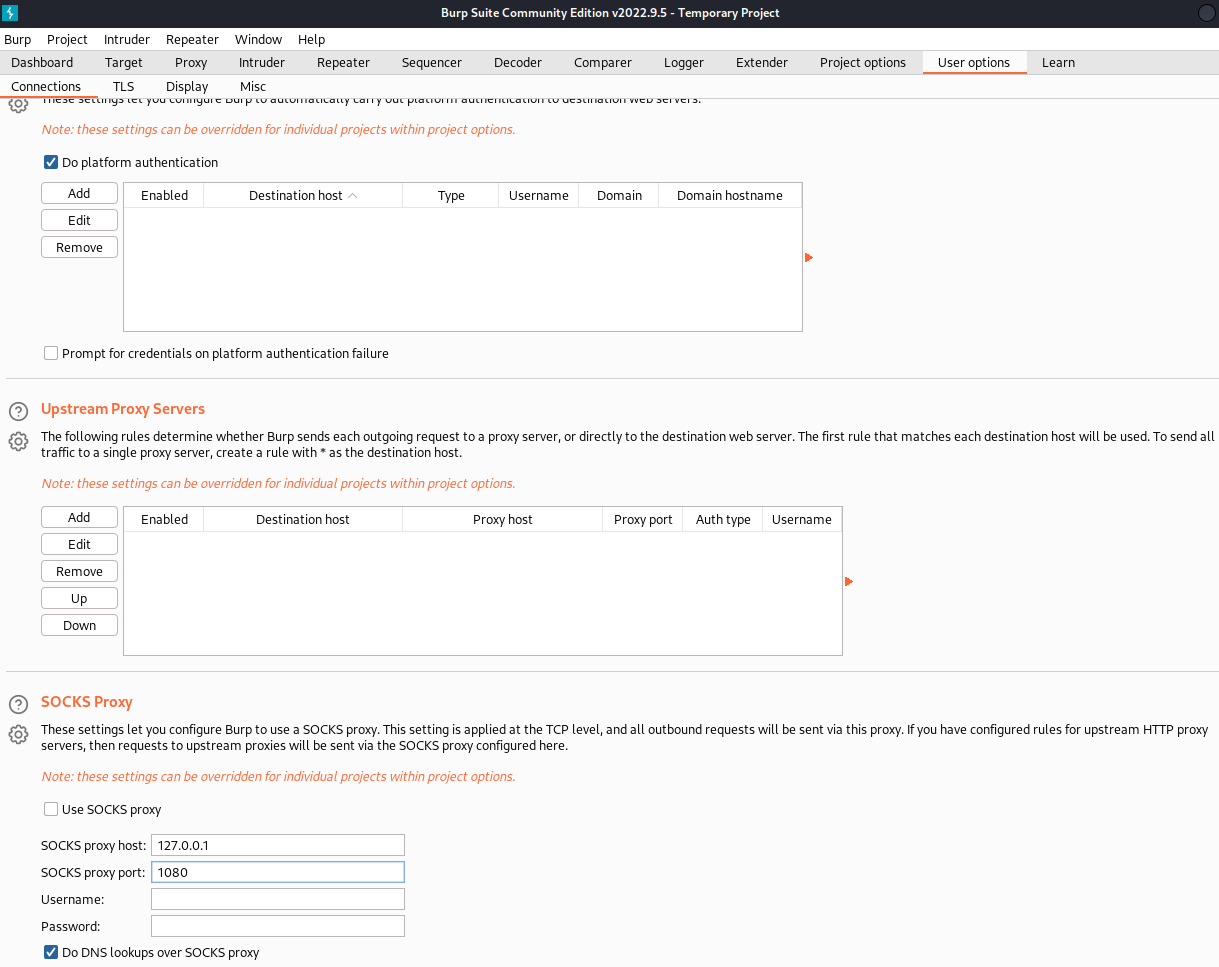 Burp Suite Community Edition v2022.9.5 - Temporary Project
Burp Project Intruder Repeater Window Help
Dashboard Target Proxy Intruder Repeater Sequencer Decoder Comparer Logger Extender Project options User options Learn
Connections TLS Display Misc
These settings let you configure Burp to automatically carry out platform authentication to destination web servers.
Note: these settings can be overridden for individual projects within project options.
Do platform authentication
Add Enabled Destination host Type Username Domain Domain hostname
Edit
Remove
Prompt for credentials on platform authentication failure
Upstream Proxy Servers
The following rules determine whether Burp sends each outgoing request to a proxy server, or directly to the destination web server. The first rule that matches each destination host will be used. To send all
traffic to a single proxy server, create a rule with * as the destination host.
Note: these settings can be overridden for individual projects within project options.
Add Enabled Destination host Proxy host Proxy port Auth type Username
Edit
Remove
Up
Down
SOCKS Proxy
These settings let you configure Burp to use a SOCKS proxy. This setting is applied at the TCP level, and all outbound requests will be sent via this proxy. If you have configured rules for upstream HTTP proxy
servers, then requests to upstream proxies will be sent via the SOCKS proxy configured here.
Note: these settings can be overridden for individual projects within project options.
Use SOCKS proxy
SOCKS proxy host: 127.0.0.1
SOCKS proxy port: 1080
Username:
Password:
Do DNS lookups over SOCKS proxy